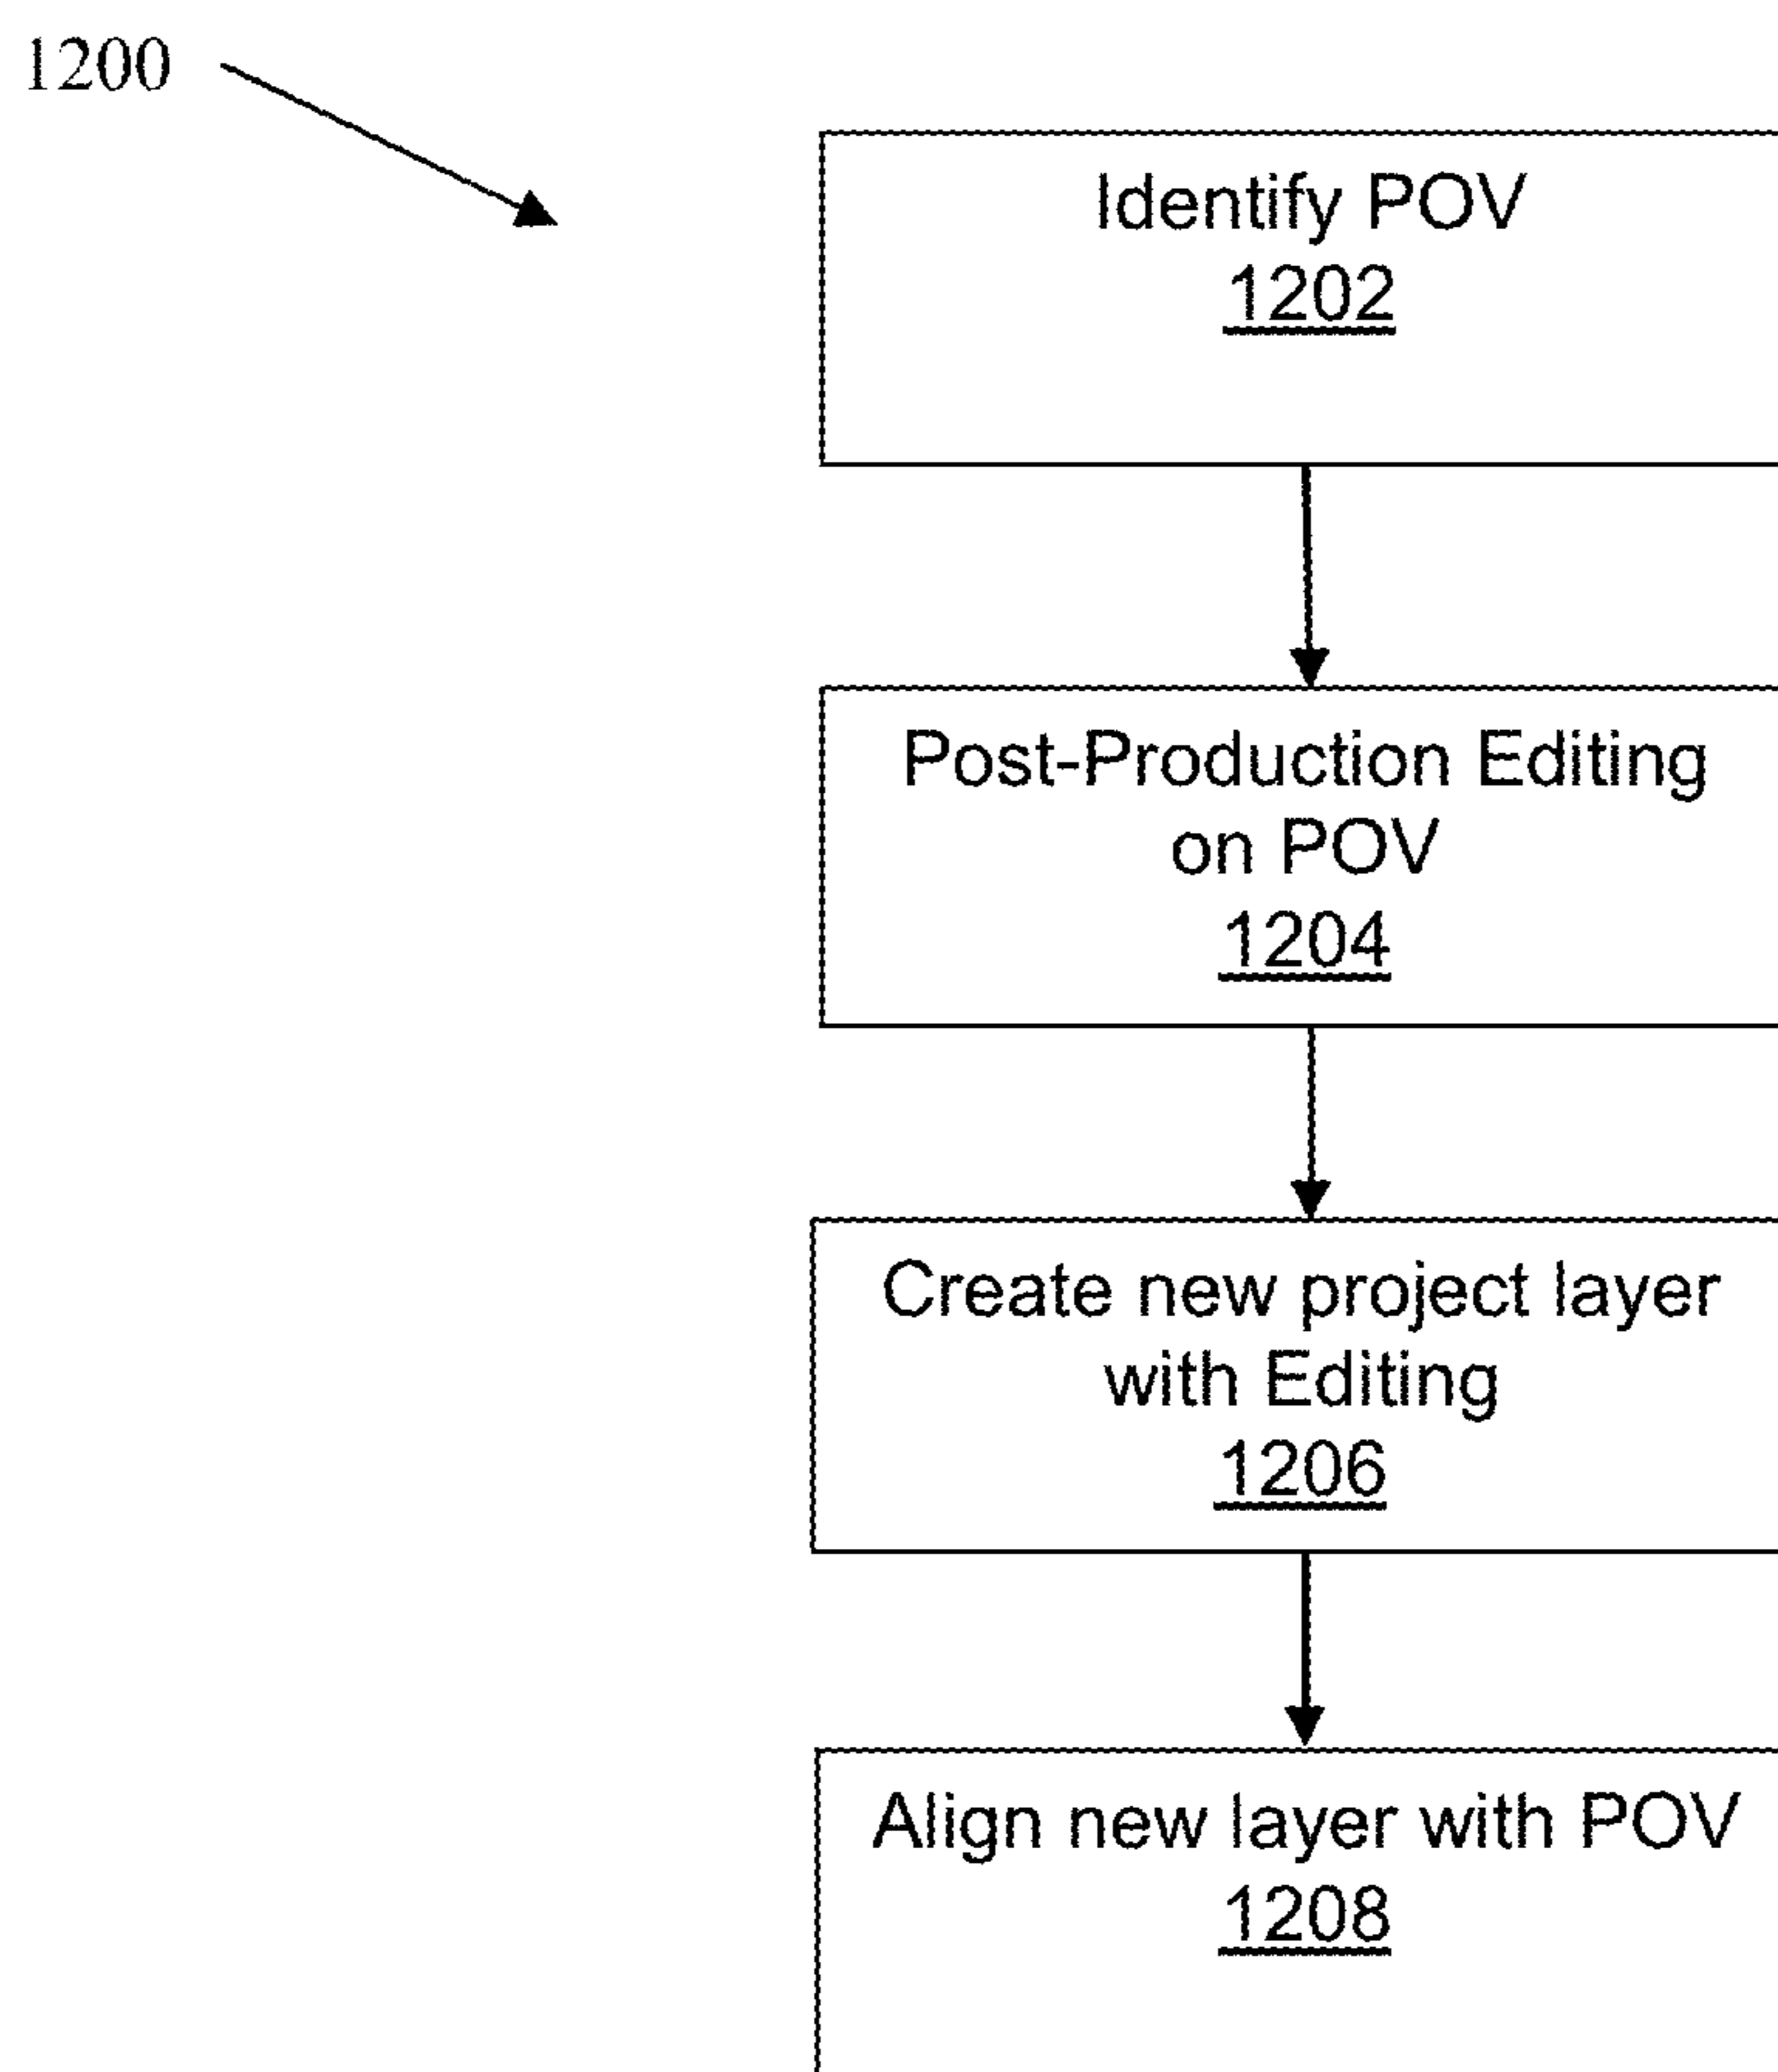 1200
Identify POV
1202
Post-Production Editing
on POV
1204
Create new project layer
with Editing
1206
Align new layer with POV
1208